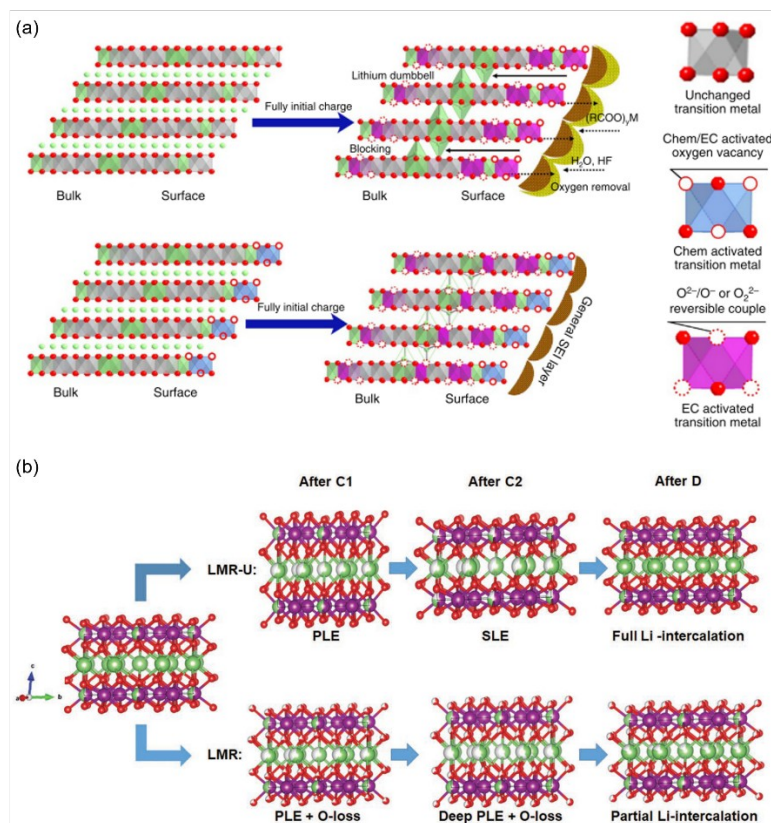 (a)
Lithium dumbbell
Fully initial charge
(RCOO)yM
Blocking
H2O, HF
Bulk Surface
Bulk Surface
Oxygen removal
Unchanged
transition metal
Chem/EC activated
oxygen vacancy
Chem activated
transition metal
O²⁻/O⁻ or O₂²⁻
reversible couple
EC activated
transition metal
Fully initial charge
General SEI layer
Bulk Surface
Bulk Surface
(b)
After C1 After C2 After D
LMR-U:
PLE SLE Full Li -intercalation
c
a b
LMR:
PLE + O-loss Deep PLE + O-loss Partial Li-intercalation